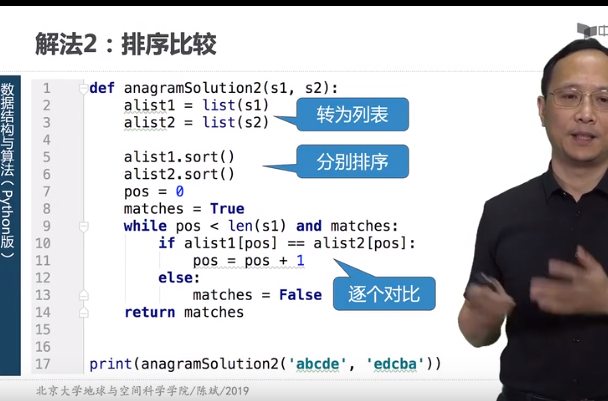 解法2：排序比较
数据结构与算法（Python版）
1 def anagramSolution2(s1, s2):
2     alist1 = list(s1)
3     alist2 = list(s2)
转为列表
4
5     alist1.sort()
6     alist2.sort()
分别排序
7     pos = 0
8     matches = True
9     while pos < len(s1) and matches:
10         if alist1[pos] == alist2[pos]:
11             pos = pos + 1
12         else:
13             matches = False
逐个对比
14     return matches
15
16
17 print(anagramSolution2('abcde', 'edcba'))
北京大学地球与空间科学学院/陈斌/2019